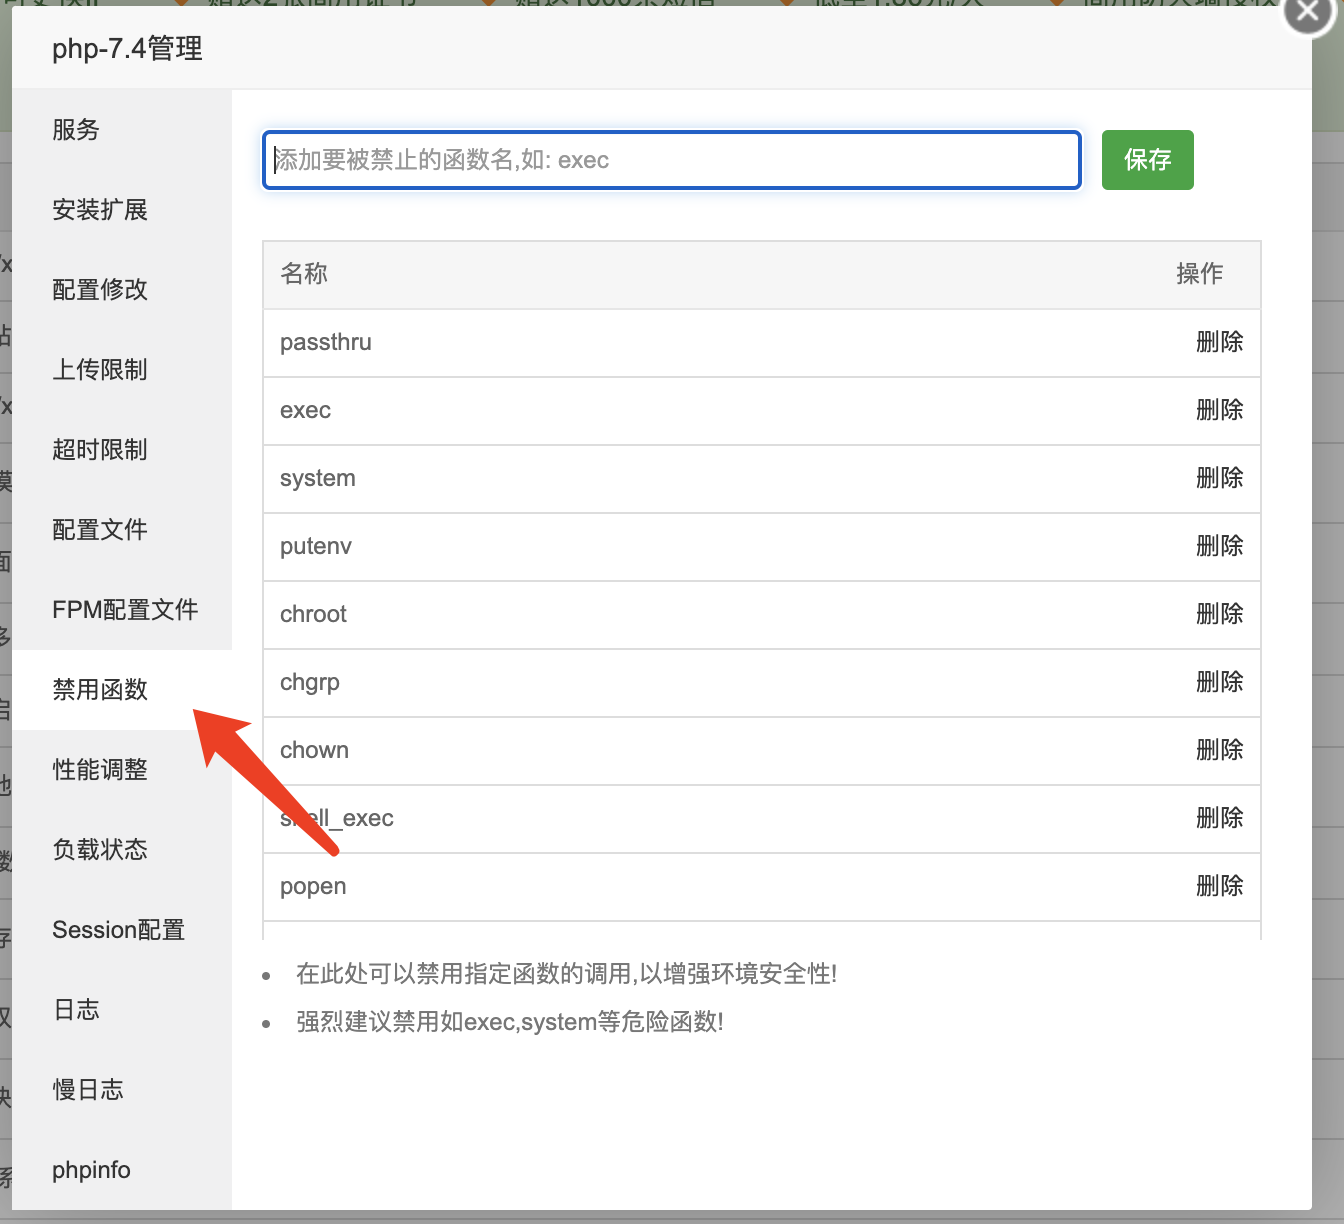 php-7.4管理
服务
安装扩展
配置修改
上传限制
超时限制
配置文件
FPM配置文件
禁用函数
性能调整
负载状态
Session配置
日志
慢日志
phpinfo
添加要被禁止的函数名,如: exec
保存
名称 操作
passthru 删除
exec 删除
system 删除
putenv 删除
chroot 删除
chgrp 删除
chown 删除
shell_exec 删除
popen 删除
在此处可以禁用指定函数的调用,以增强环境安全性!
强烈建议禁用如exec,system等危险函数!